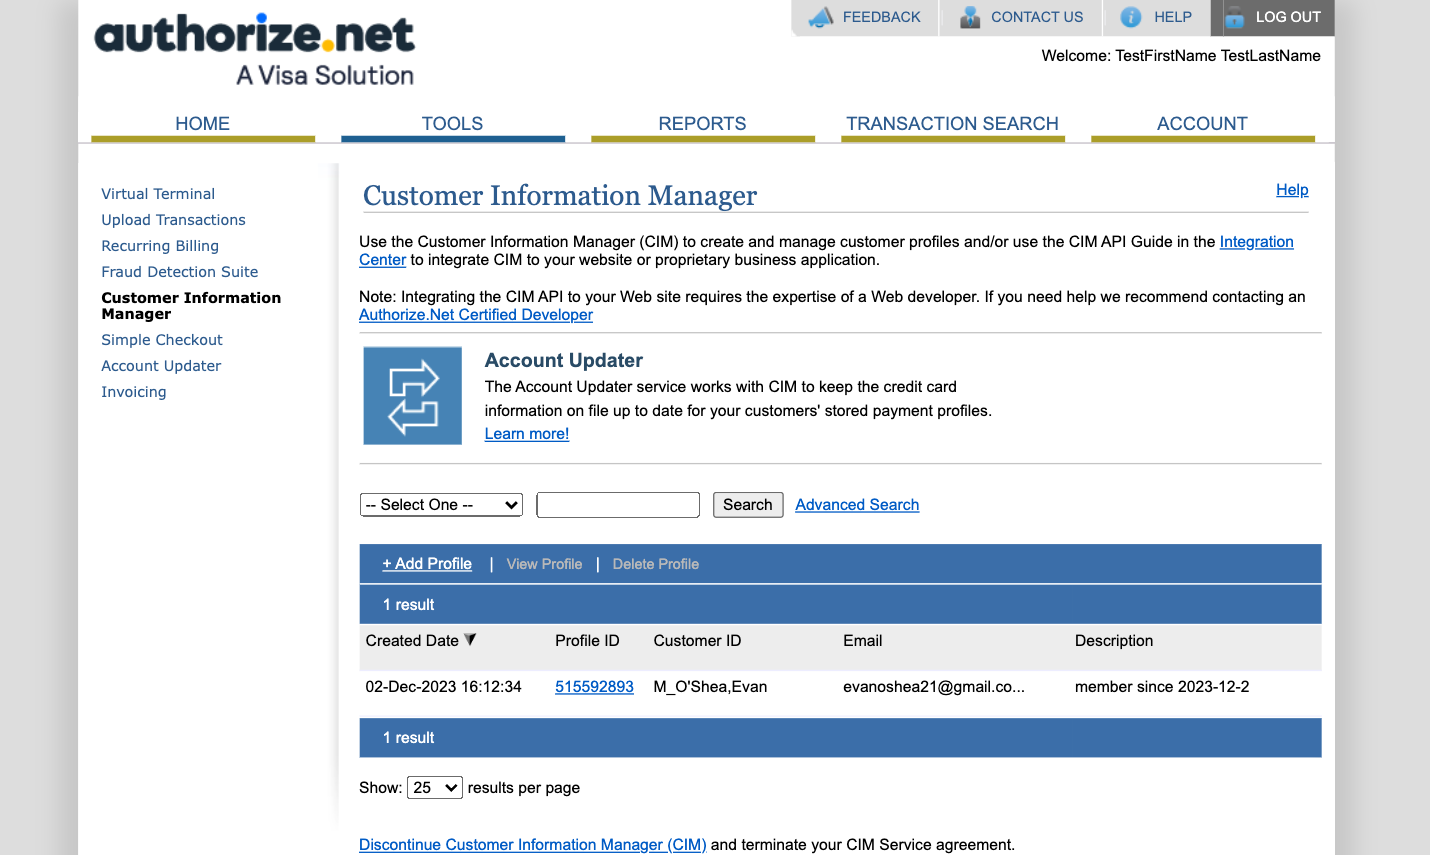 authorize.net
A Visa Solution
FEEDBACK
CONTACT US
HELP
LOG OUT
Welcome: TestFirstName TestLastName
HOME
TOOLS
REPORTS
TRANSACTION SEARCH
ACCOUNT
Virtual Terminal
Upload Transactions
Recurring Billing
Fraud Detection Suite
Customer Information
Manager
Simple Checkout
Account Updater
Invoicing
Customer Information Manager
Help
Use the Customer Information Manager (CIM) to create and manage customer profiles and/or use the CIM API Guide in the Integration
Center to integrate CIM to your website or proprietary business application.
Note: Integrating the CIM API to your Web site requires the expertise of a Web developer. If you need help we recommend contacting an
Authorize.Net Certified Developer
Account Updater
The Account Updater service works with CIM to keep the credit card
information on file up to date for your customers' stored payment profiles.
Learn more!
-- Select One --
Search
Advanced Search
+ Add Profile | View Profile | Delete Profile
1 result
Created Date Profile ID Customer ID Email Description
02-Dec-2023 16:12:34 515592893 M_O'Shea,Evan evanoshea21@gmail.co... member since 2023-12-2
1 result
Show: 25 results per page
Discontinue Customer Information Manager (CIM) and terminate your CIM Service agreement.